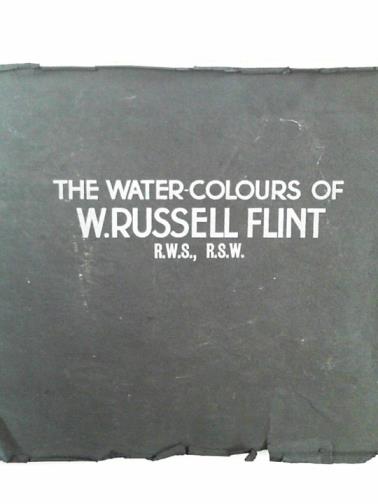 THE WATER-COLOURS OF
W.RUSSELL FLINT
R.W.S., R.S.W.